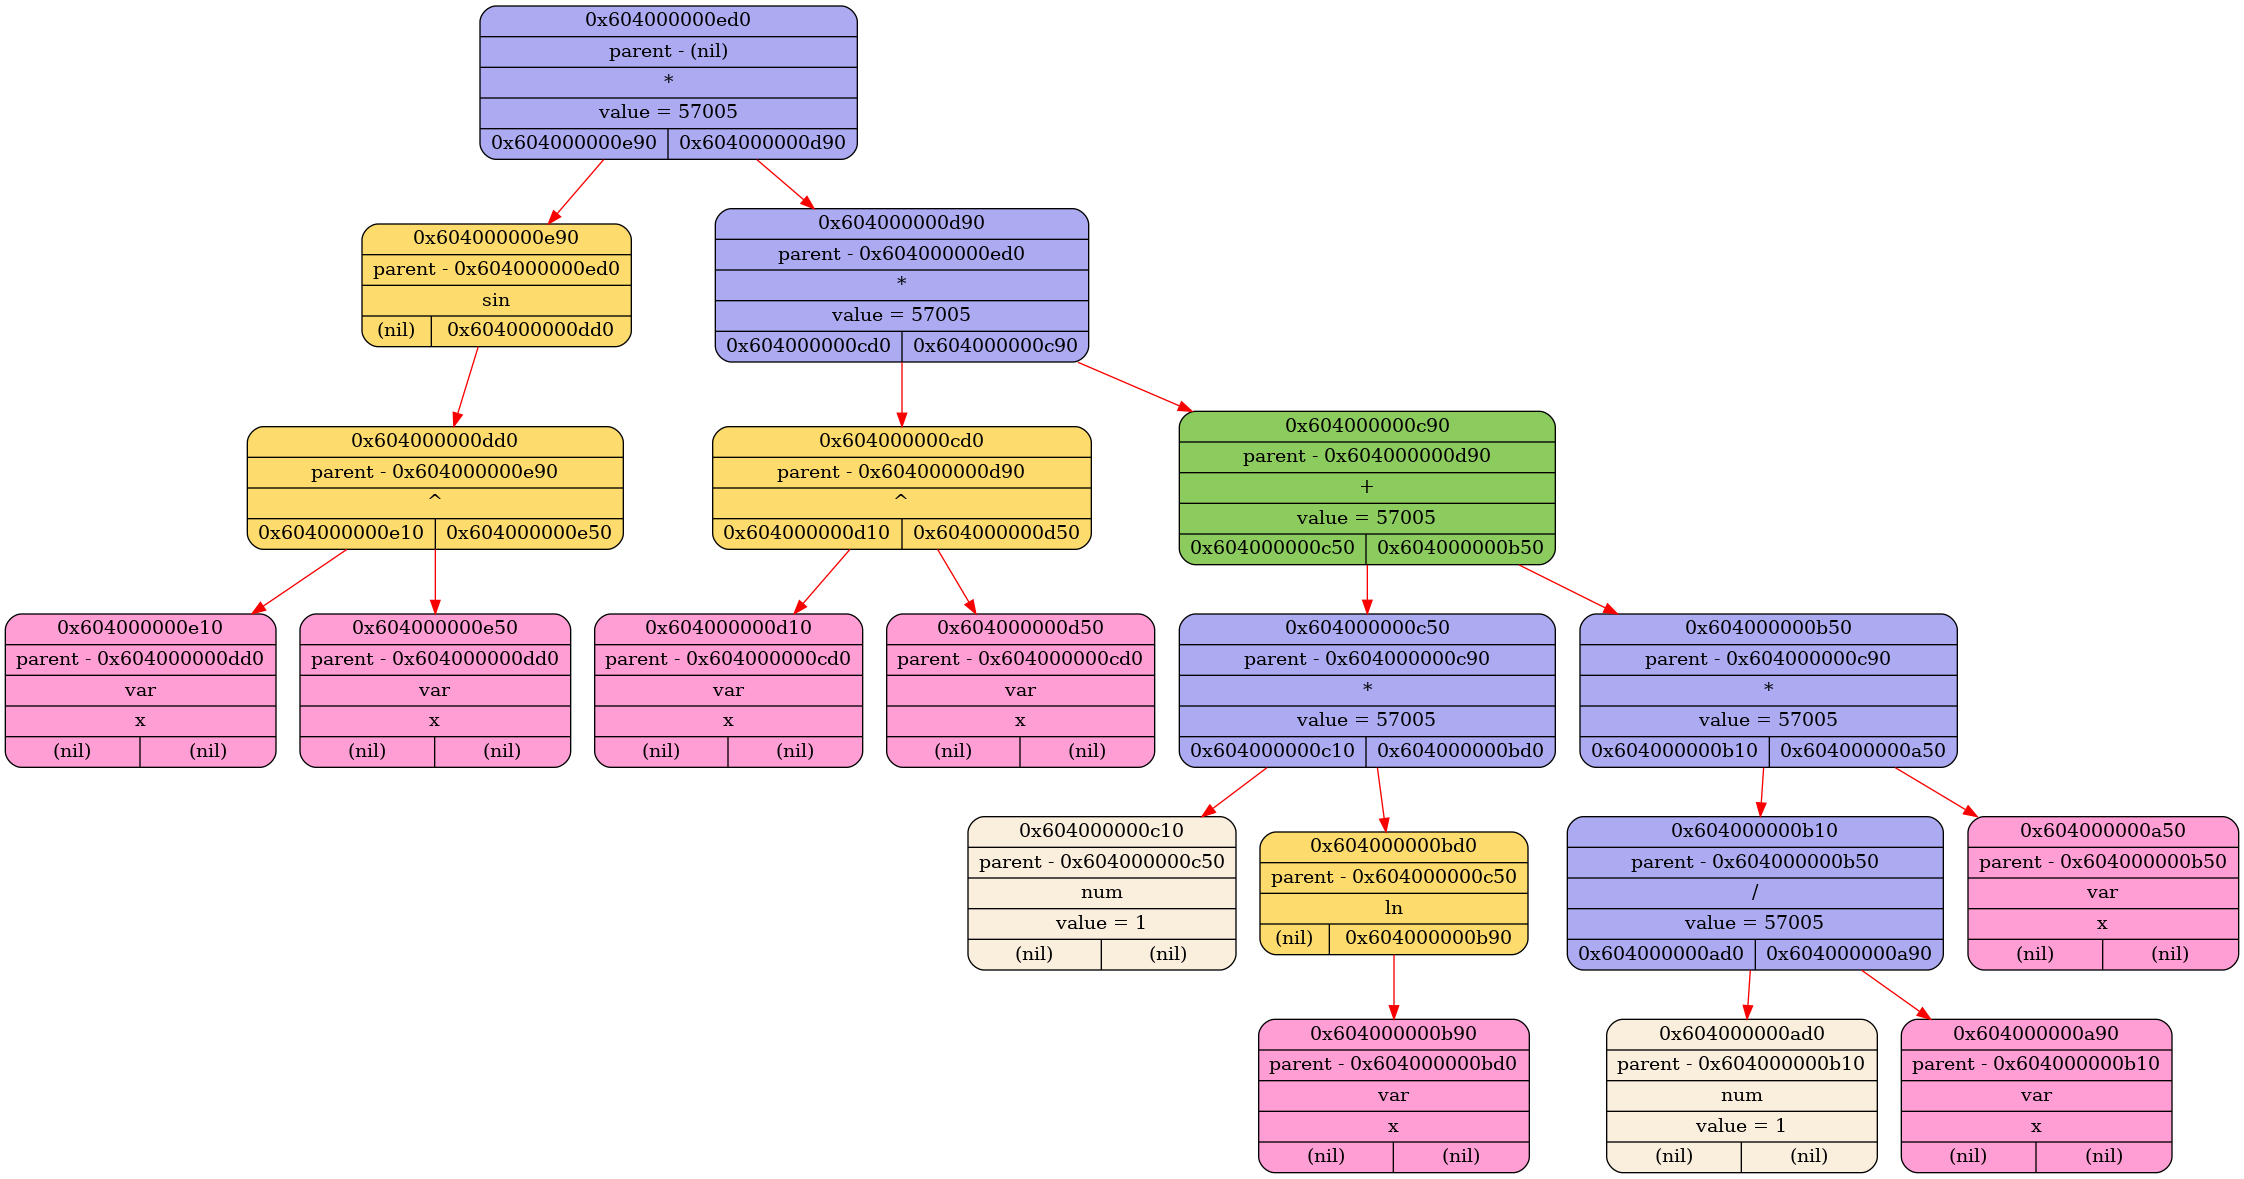 0x604000000ed0
parent - (nil)
*
value = 57005
0x604000000e90 0x604000000d90
0x604000000e90
parent - 0x604000000ed0
sin
(nil) 0x604000000dd0
0x604000000d90
parent - 0x604000000ed0
*
value = 57005
0x604000000cd0 0x604000000c90
0x604000000dd0
parent - 0x604000000e90
^
0x604000000e10 0x604000000e50
0x604000000cd0
parent - 0x604000000d90
^
0x604000000d10 0x604000000d50
0x604000000c90
parent - 0x604000000d90
+
value = 57005
0x604000000c50 0x604000000b50
0x604000000e10
parent - 0x604000000dd0
var
x
(nil) (nil)
0x604000000e50
parent - 0x604000000dd0
var
x
(nil) (nil)
0x604000000d10
parent - 0x604000000cd0
var
x
(nil) (nil)
0x604000000d50
parent - 0x604000000cd0
var
x
(nil) (nil)
0x604000000c50
parent - 0x604000000c90
*
value = 57005
0x604000000c10 0x604000000bd0
0x604000000b50
parent - 0x604000000c90
*
value = 57005
0x604000000b10 0x604000000a50
0x604000000c10
parent - 0x604000000c50
num
value = 1
(nil) (nil)
0x604000000bd0
parent - 0x604000000c50
ln
(nil) 0x604000000b90
0x604000000b10
parent - 0x604000000b50
/
value = 57005
0x604000000ad0 0x604000000a90
0x604000000a50
parent - 0x604000000b50
var
x
(nil) (nil)
0x604000000b90
parent - 0x604000000bd0
var
x
(nil) (nil)
0x604000000ad0
parent - 0x604000000b10
num
value = 1
(nil) (nil)
0x604000000a90
parent - 0x604000000b10
var
x
(nil) (nil)